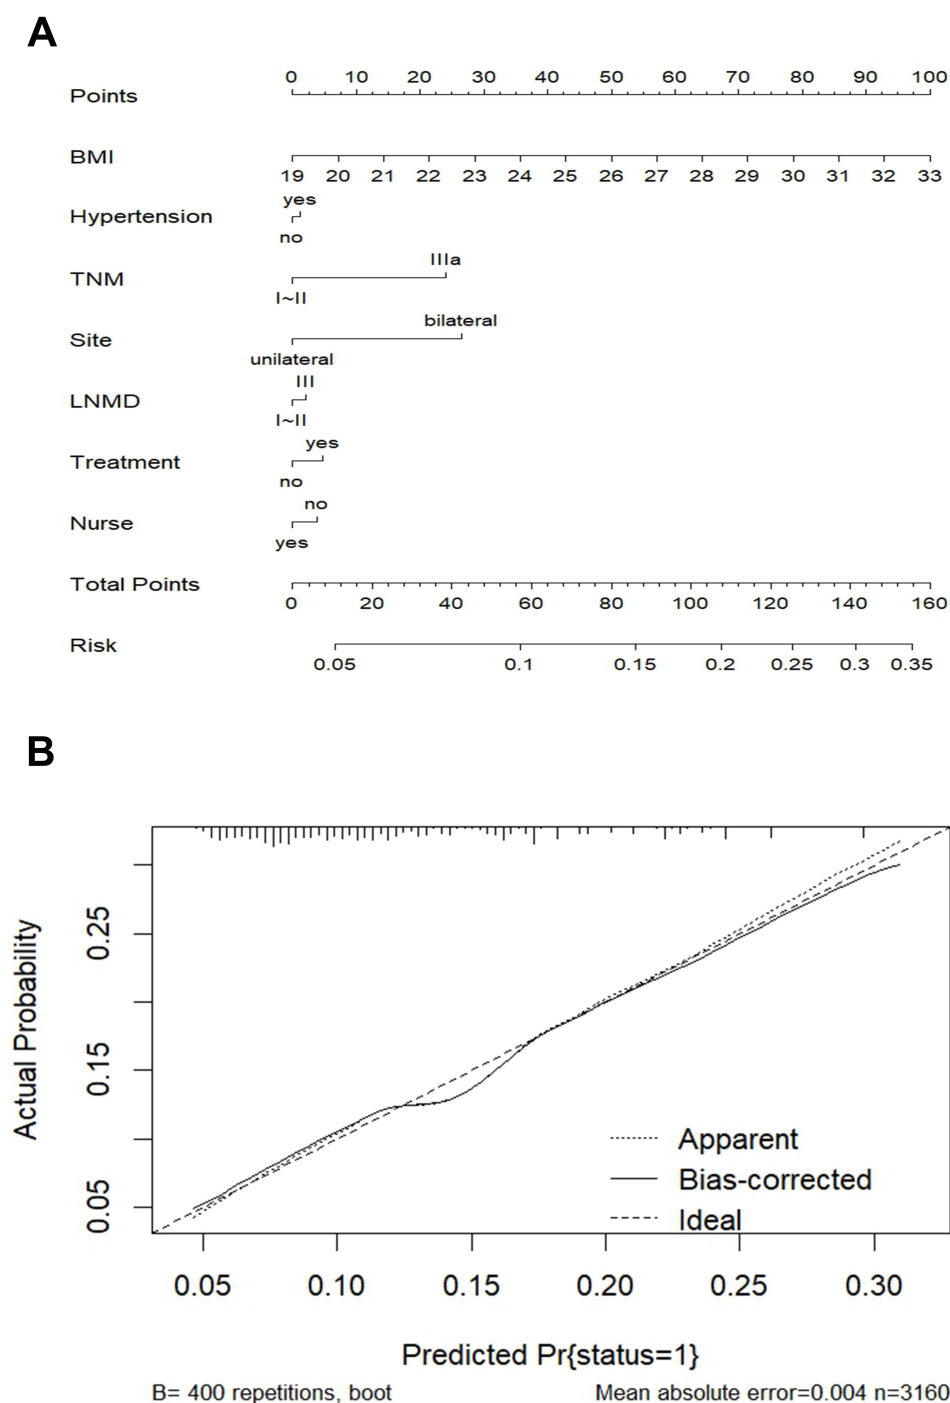 A
0 10 20 30 40 50 60 70 80 90 100
Points
BMI
19 20 21 22 23 24 25 26 27 28 29 30 31 32 33
yes
Hypertension
no
IIIa
TNM
I~II
bilateral
Site
unilateral
III
LNMD
I~II
yes
Treatment
no
no
Nurse
yes
Total Points
0 20 40 60 80 100 120 140 160
Risk
0.05 0.1 0.15 0.2 0.25 0.3 0.35
B
Actual Probability
0.25
0.15
0.05
Apparent
Bias-corrected
Ideal
0.05 0.10 0.15 0.20 0.25 0.30
Predicted Pr{status=1}
B= 400 repetitions, boot Mean absolute error=0.004 n=3160